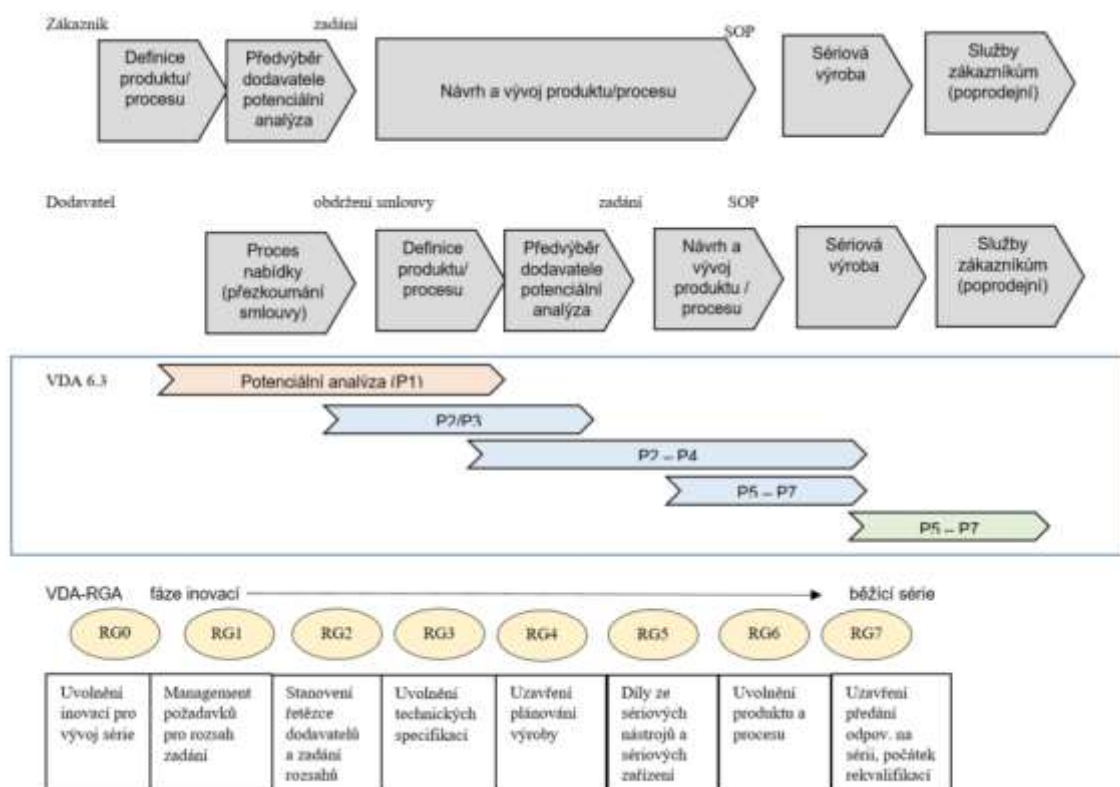 Zákazník zadání SOP
Definice
produktu/
procesu
Předvýběr
dodavatele
potenciální
analýza
Návrh a vývoj produktu/procesu
Sériová
výroba
Služby
zákazníkům
(poprodejní)
Dodavatel obdržení smlouvy zadání SOP
Proces
nabídky
(přezkoumání
smlouvy)
Definice
produktu/
procesu
Předvýběr
dodavatele
potenciální
analýza
Návrh a
vývoj
produktu /
procesu
Sériová
výroba
Služby
zákazníkům
(poprodejní)
VDA 6.3
Potenciální analýza (P1)
P2/P3
P2 – P4
P5 – P7
P5 – P7
VDA-RGA fáze inovací běžící série
RG0 RG1 RG2 RG3 RG4 RG5 RG6 RG7
Uvolnění
inovací pro
vývoj série
Management
požadavků
pro rozsah
zadání
Stanovení
řetězce
dodavatelů
a zadání
rozsahů
Uvolnění
technických
specifikací
Uzavření
plánování
výroby
Díly ze
sériových
nástrojů a
sériových
zařízení
Uvolnění
produktu a
procesu
Uzavření
předání
odpov. na
sérii, počátek
rekvalifikací